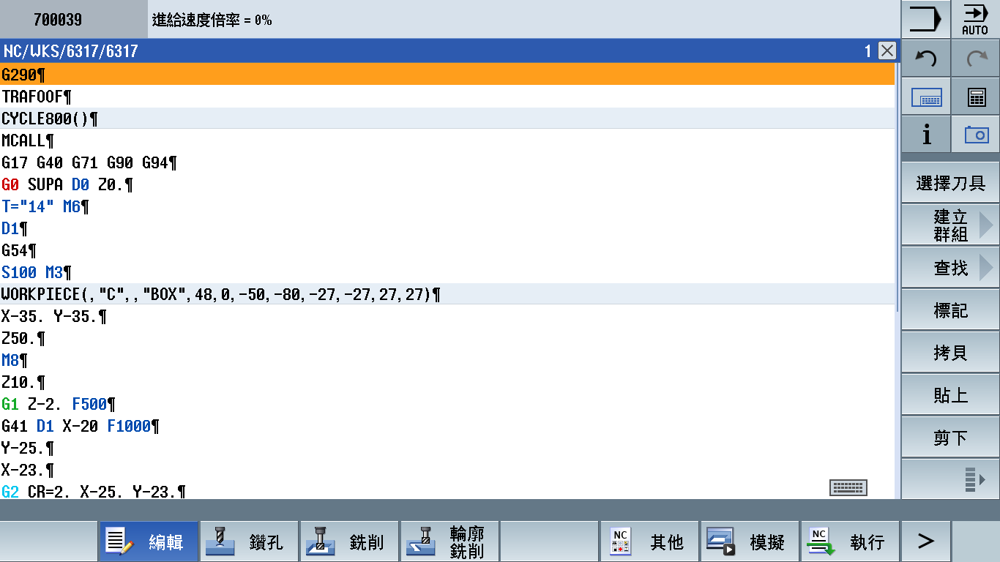 700039
進給速度倍率 = 0%
AUTO
NC/WKS/6317/6317
1
G290¶
TRAFOOF¶
CYCLE800()¶
MCALL¶
G17 G40 G71 G90 G94¶
G0 SUPA D0 Z0.¶
T="14" M6¶
D1¶
G54¶
S100 M3¶
WORKPIECE(,"C",,"BOX",48,0,-50,-80,-27,-27,27,27)¶
X-35. Y-35.¶
Z50.¶
M8¶
Z10.¶
G1 Z-2. F500¶
G41 D1 X-20 F1000¶
Y-25.¶
X-23.¶
G2 CR=2. X-25. Y-23.¶
i
選擇刀具
建立
群組
查找
標記
拷貝
貼上
剪下
編輯
鑽孔
銑削
輪廓
銑削
NC
其他
模擬
NC
執行
>